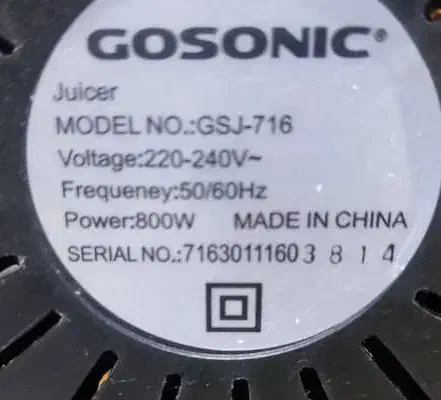 GOSONIC®
Juicer
MODEL NO.:GSJ-716
Voltage:220-240V~
Frequeney:50/60Hz
Power:800W MADE IN CHINA
SERIAL NO.:71630111603814